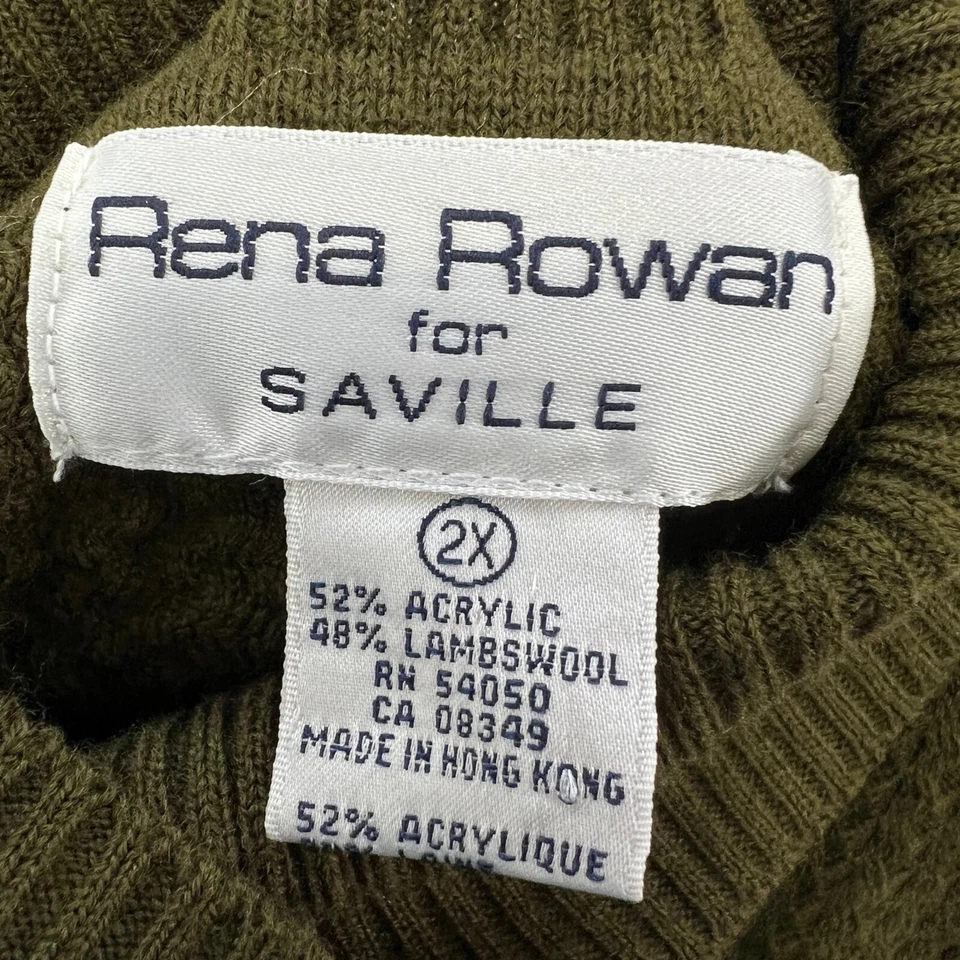 Rena Rowan
for
SAVILLE
2X
52% ACRYLIC
48% LAMBSWOOL
RN 54050
CA 08349
MADE IN HONG KONG
52% ACRYLIQUE